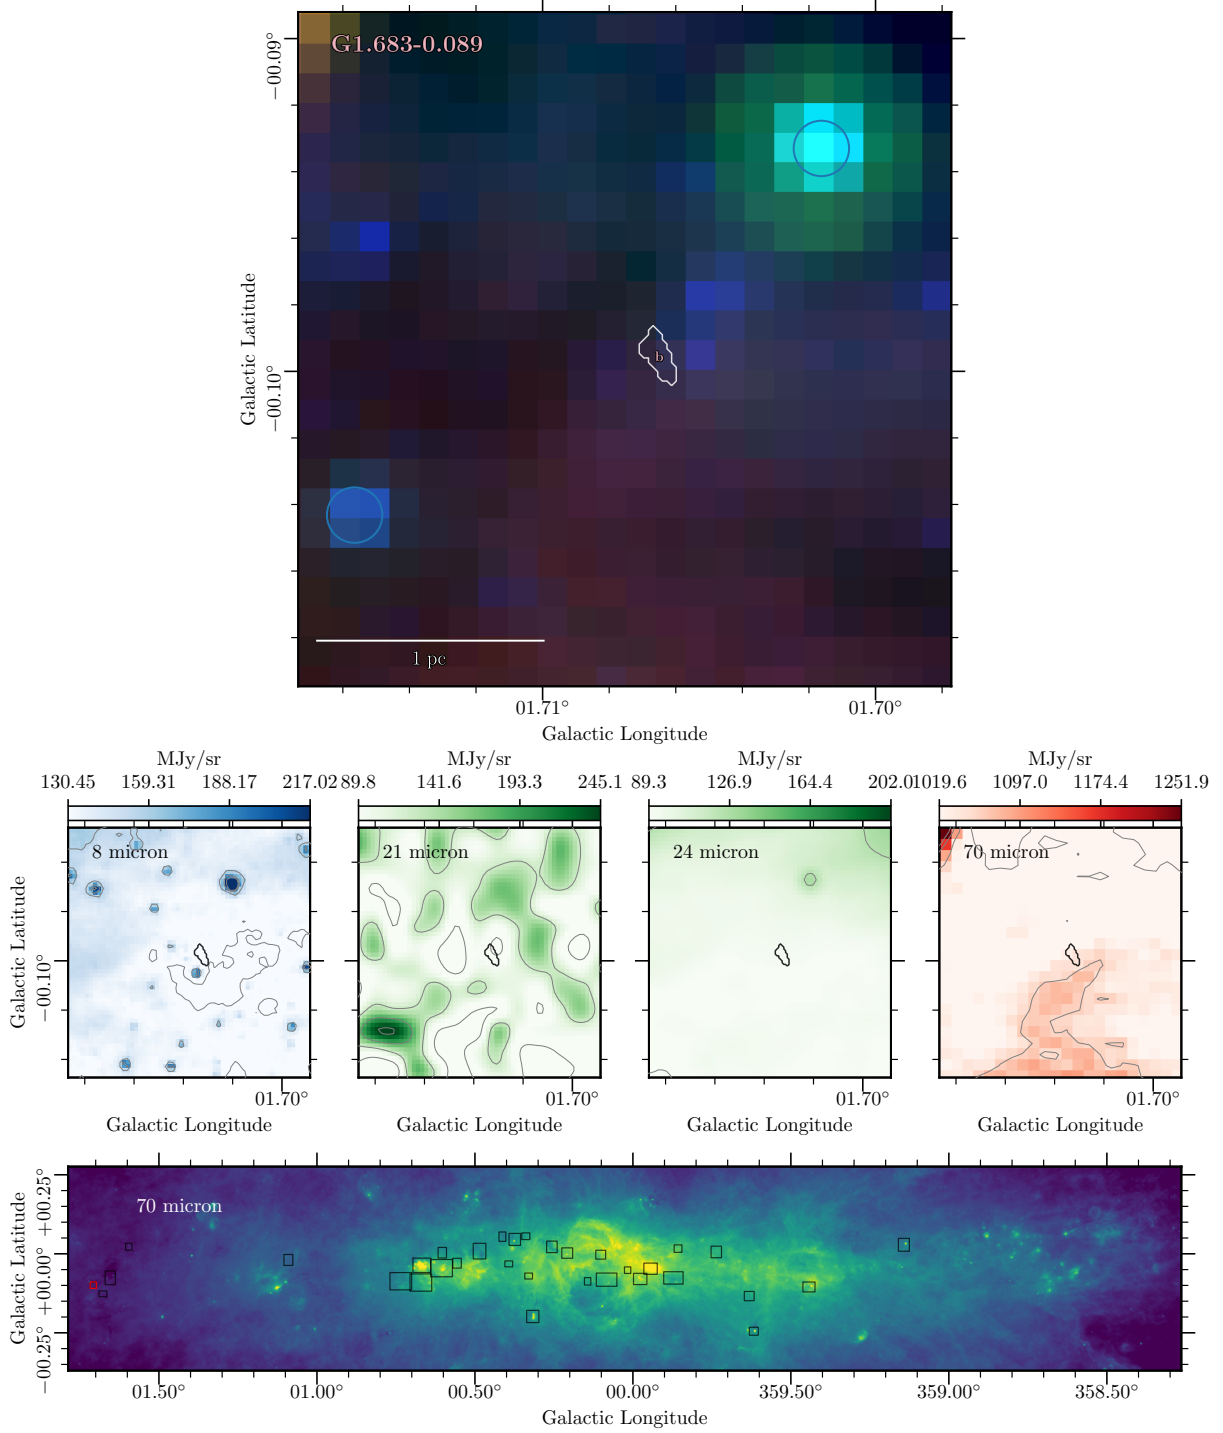 G1.683-0.089
−00.09°
−00.10°
Galactic Latitude
b
1 pc
01.71° 01.70°
Galactic Longitude
MJy/sr MJy/sr MJy/sr MJy/sr
130.45 159.31 188.17 217.02 89.8 141.6 193.3 245.1 89.3 126.9 164.4 202.0 1019.6 1097.0 1174.4 1251.9
8 micron 21 micron 24 micron 70 micron
Galactic Latitude
−00.10°
01.70° 01.70° 01.70° 01.70°
Galactic Longitude Galactic Longitude Galactic Longitude Galactic Longitude
70 micron
+00.25°
+00.00°
−00.25°
Galactic Latitude
01.50° 01.00° 00.50° 00.00° 359.50° 359.00° 358.50°
Galactic Longitude